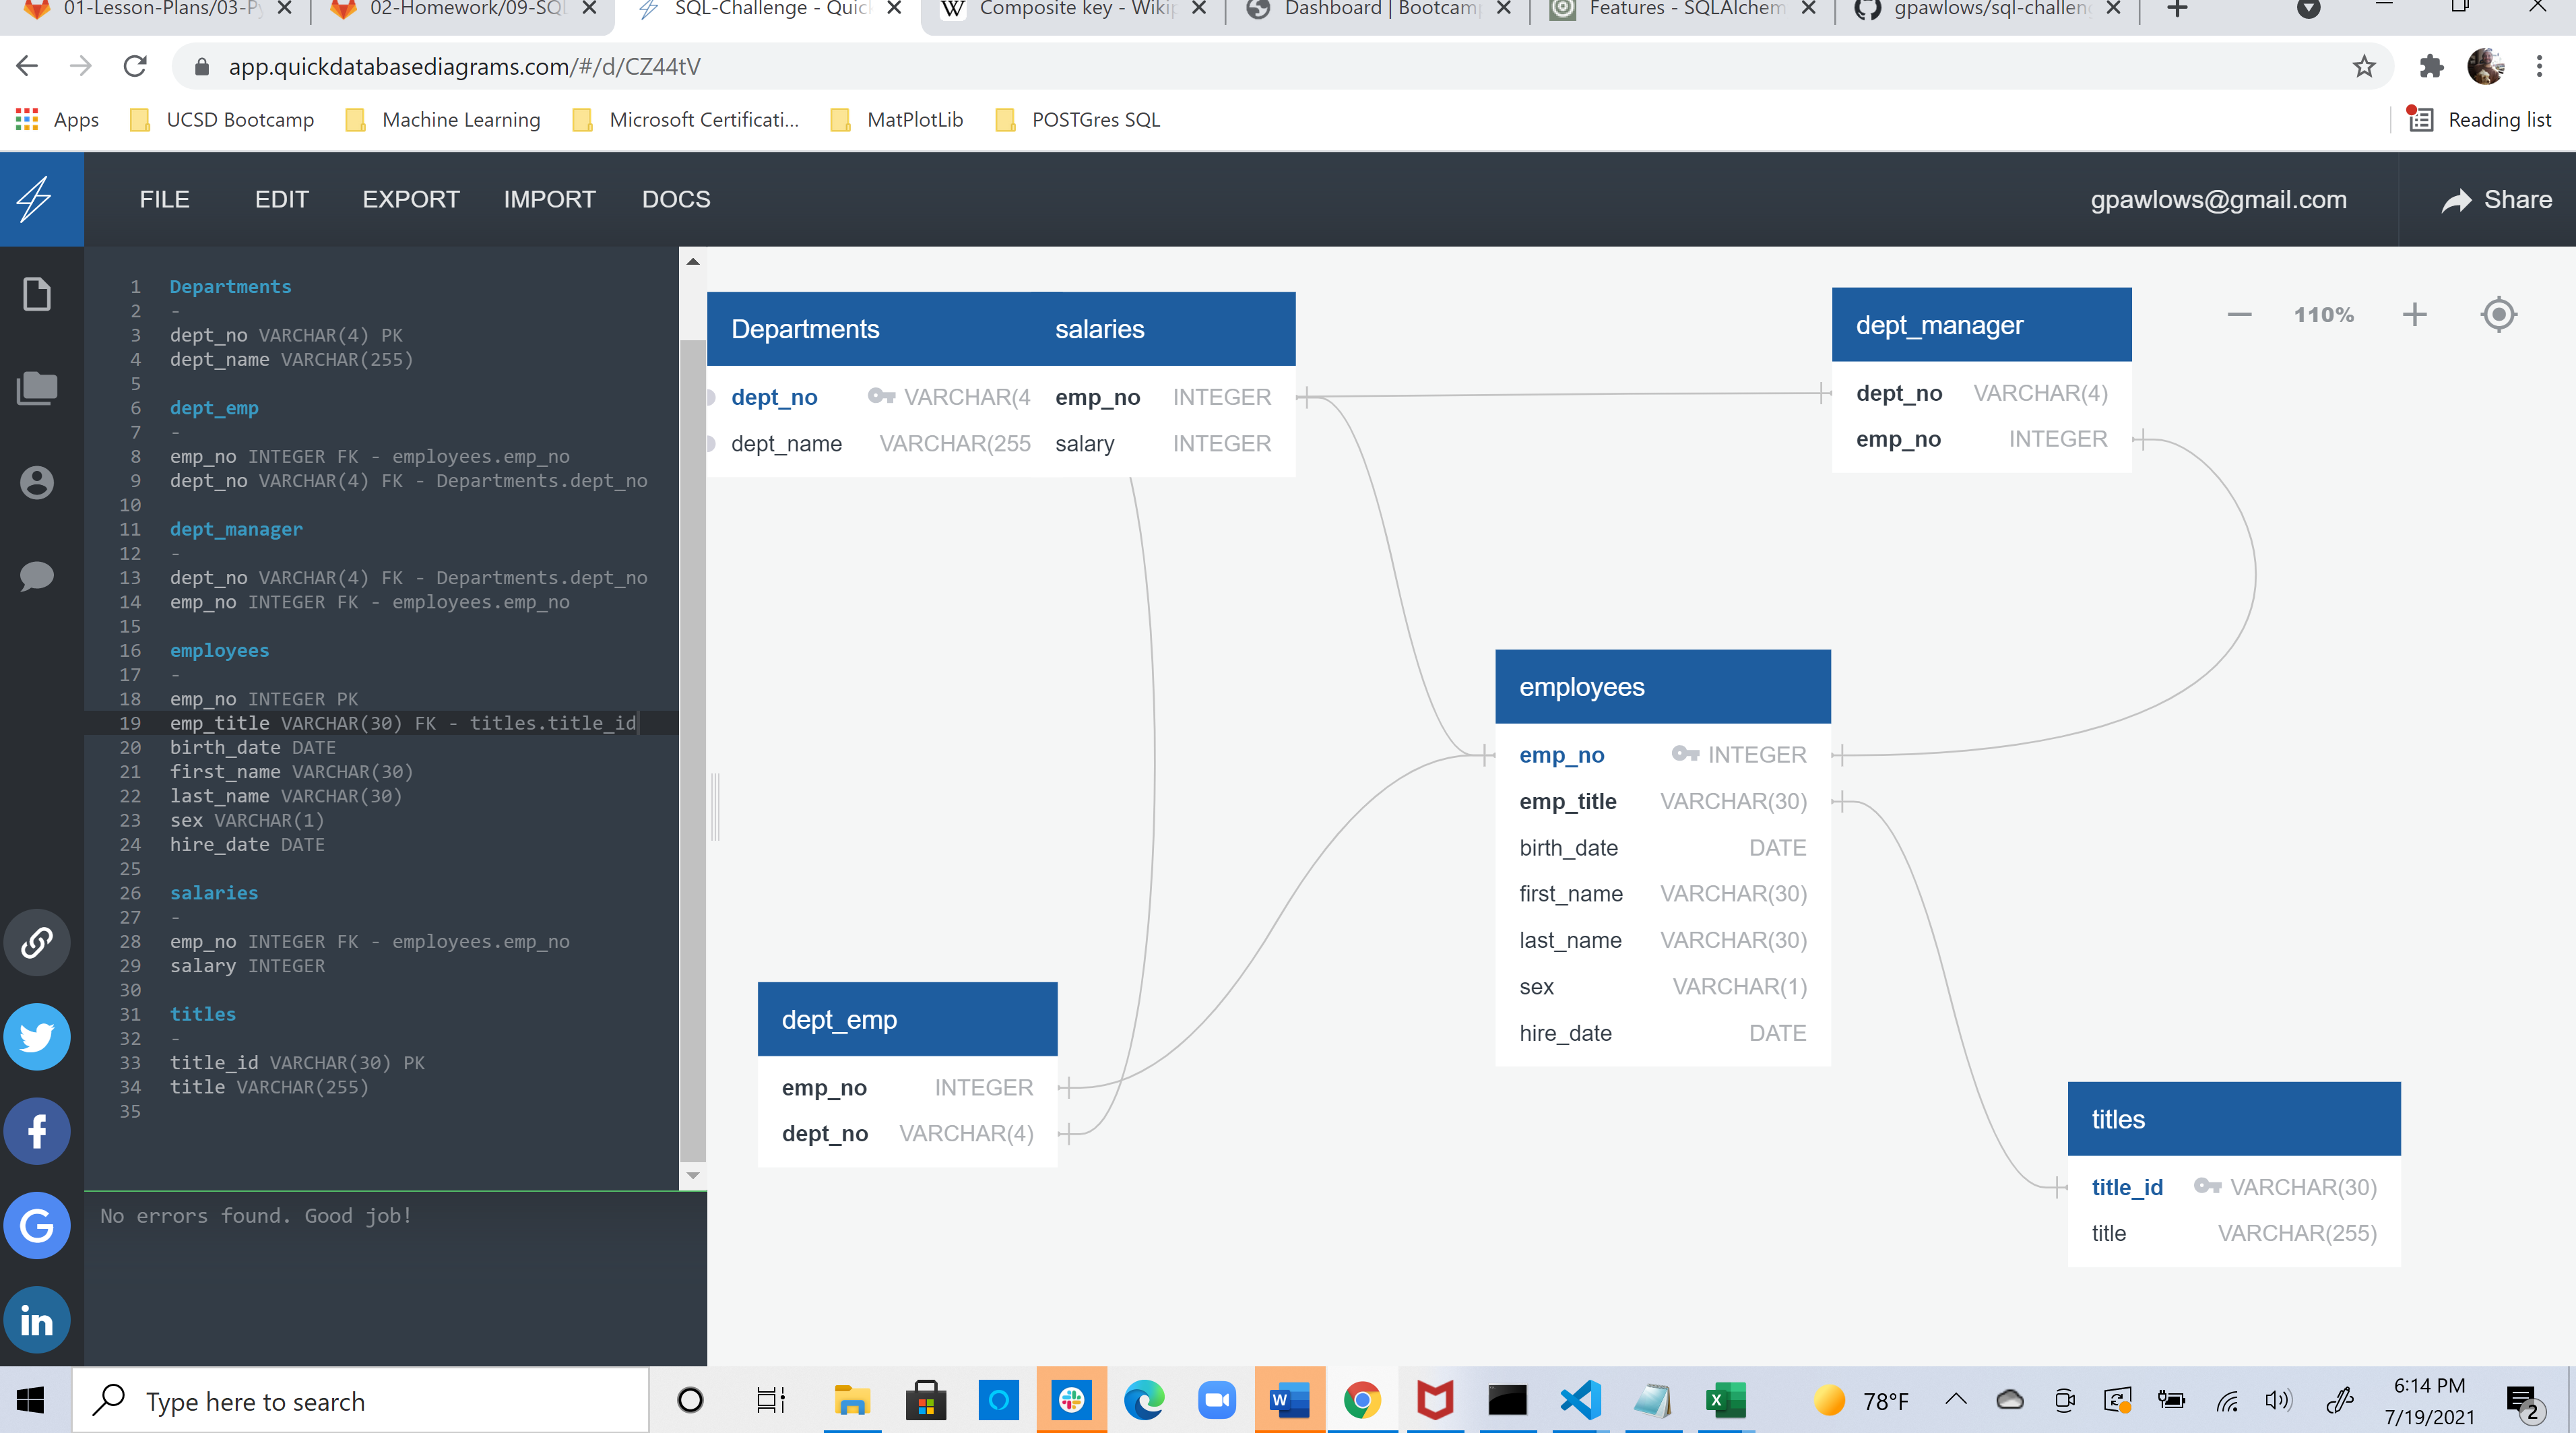 01-Lesson-Plans/03-Py
02-Homework/09-SQL
SQL-Challenge - Quick
Composite key - Wikip
Dashboard | Bootcamp
Features - SQLAlchem
gpawlows/sql-challeng
app.quickdatabasediagrams.com/#/d/CZ44tV
Apps
UCSD Bootcamp
Machine Learning
Microsoft Certificati...
MatPlotLib
POSTGres SQL
Reading list
FILE
EDIT
EXPORT
IMPORT
DOCS
gpawlows@gmail.com
Share
1 Departments
2 -
3 dept_no VARCHAR(4) PK
4 dept_name VARCHAR(255)
5
6 dept_emp
7 -
8 emp_no INTEGER FK - employees.emp_no
9 dept_no VARCHAR(4) FK - Departments.dept_no
10
11 dept_manager
12 -
13 dept_no VARCHAR(4) FK - Departments.dept_no
14 emp_no INTEGER FK - employees.emp_no
15
16 employees
17 -
18 emp_no INTEGER PK
19 emp_title VARCHAR(30) FK - titles.title_id
20 birth_date DATE
21 first_name VARCHAR(30)
22 last_name VARCHAR(30)
23 sex VARCHAR(1)
24 hire_date DATE
25
26 salaries
27 -
28 emp_no INTEGER FK - employees.emp_no
29 salary INTEGER
30
31 titles
32 -
33 title_id VARCHAR(30) PK
34 title VARCHAR(255)
35
No errors found. Good job!
Departments
dept_no VARCHAR(4
dept_name VARCHAR(255
salaries
emp_no INTEGER
salary INTEGER
dept_manager
dept_no VARCHAR(4)
emp_no INTEGER
110%
employees
emp_no INTEGER
emp_title VARCHAR(30)
birth_date DATE
first_name VARCHAR(30)
last_name VARCHAR(30)
sex VARCHAR(1)
hire_date DATE
dept_emp
emp_no INTEGER
dept_no VARCHAR(4)
titles
title_id VARCHAR(30)
title VARCHAR(255)
Type here to search
78°F
6:14 PM
7/19/2021
2